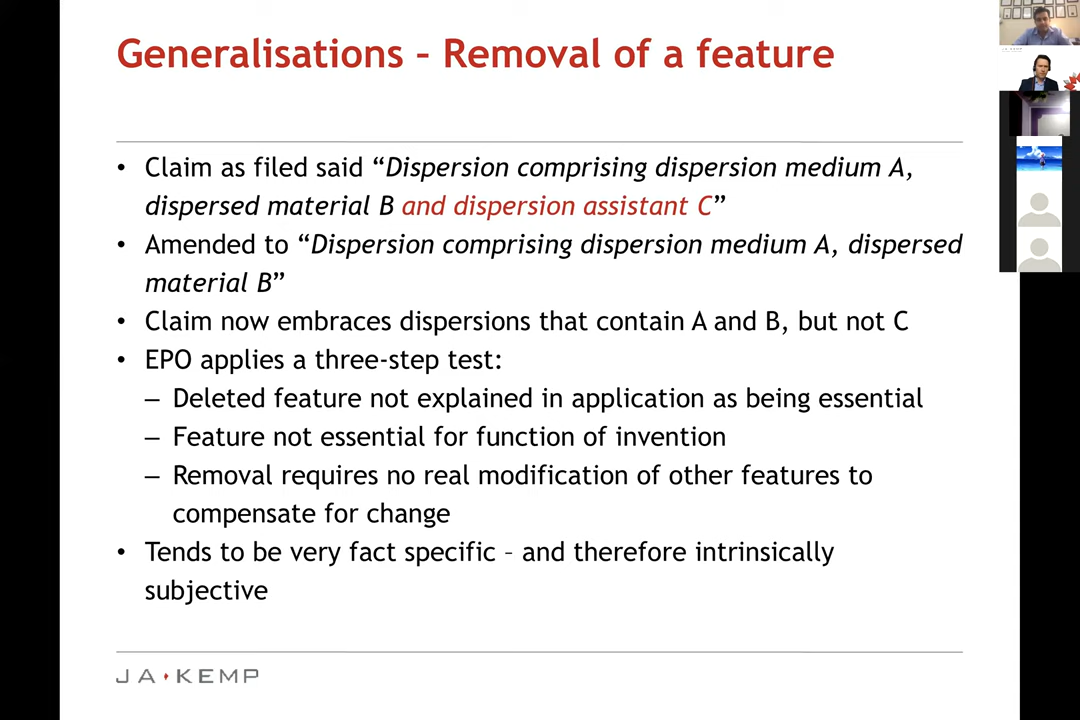 Generalisations – Removal of a feature
• Claim as filed said “Dispersion comprising dispersion medium A,
dispersed material B and dispersion assistant C”
• Amended to “Dispersion comprising dispersion medium A, dispersed
material B”
• Claim now embraces dispersions that contain A and B, but not C
• EPO applies a three-step test:
– Deleted feature not explained in application as being essential
– Feature not essential for function of invention
– Removal requires no real modification of other features to
compensate for change
• Tends to be very fact specific – and therefore intrinsically
subjective
JA KEMP